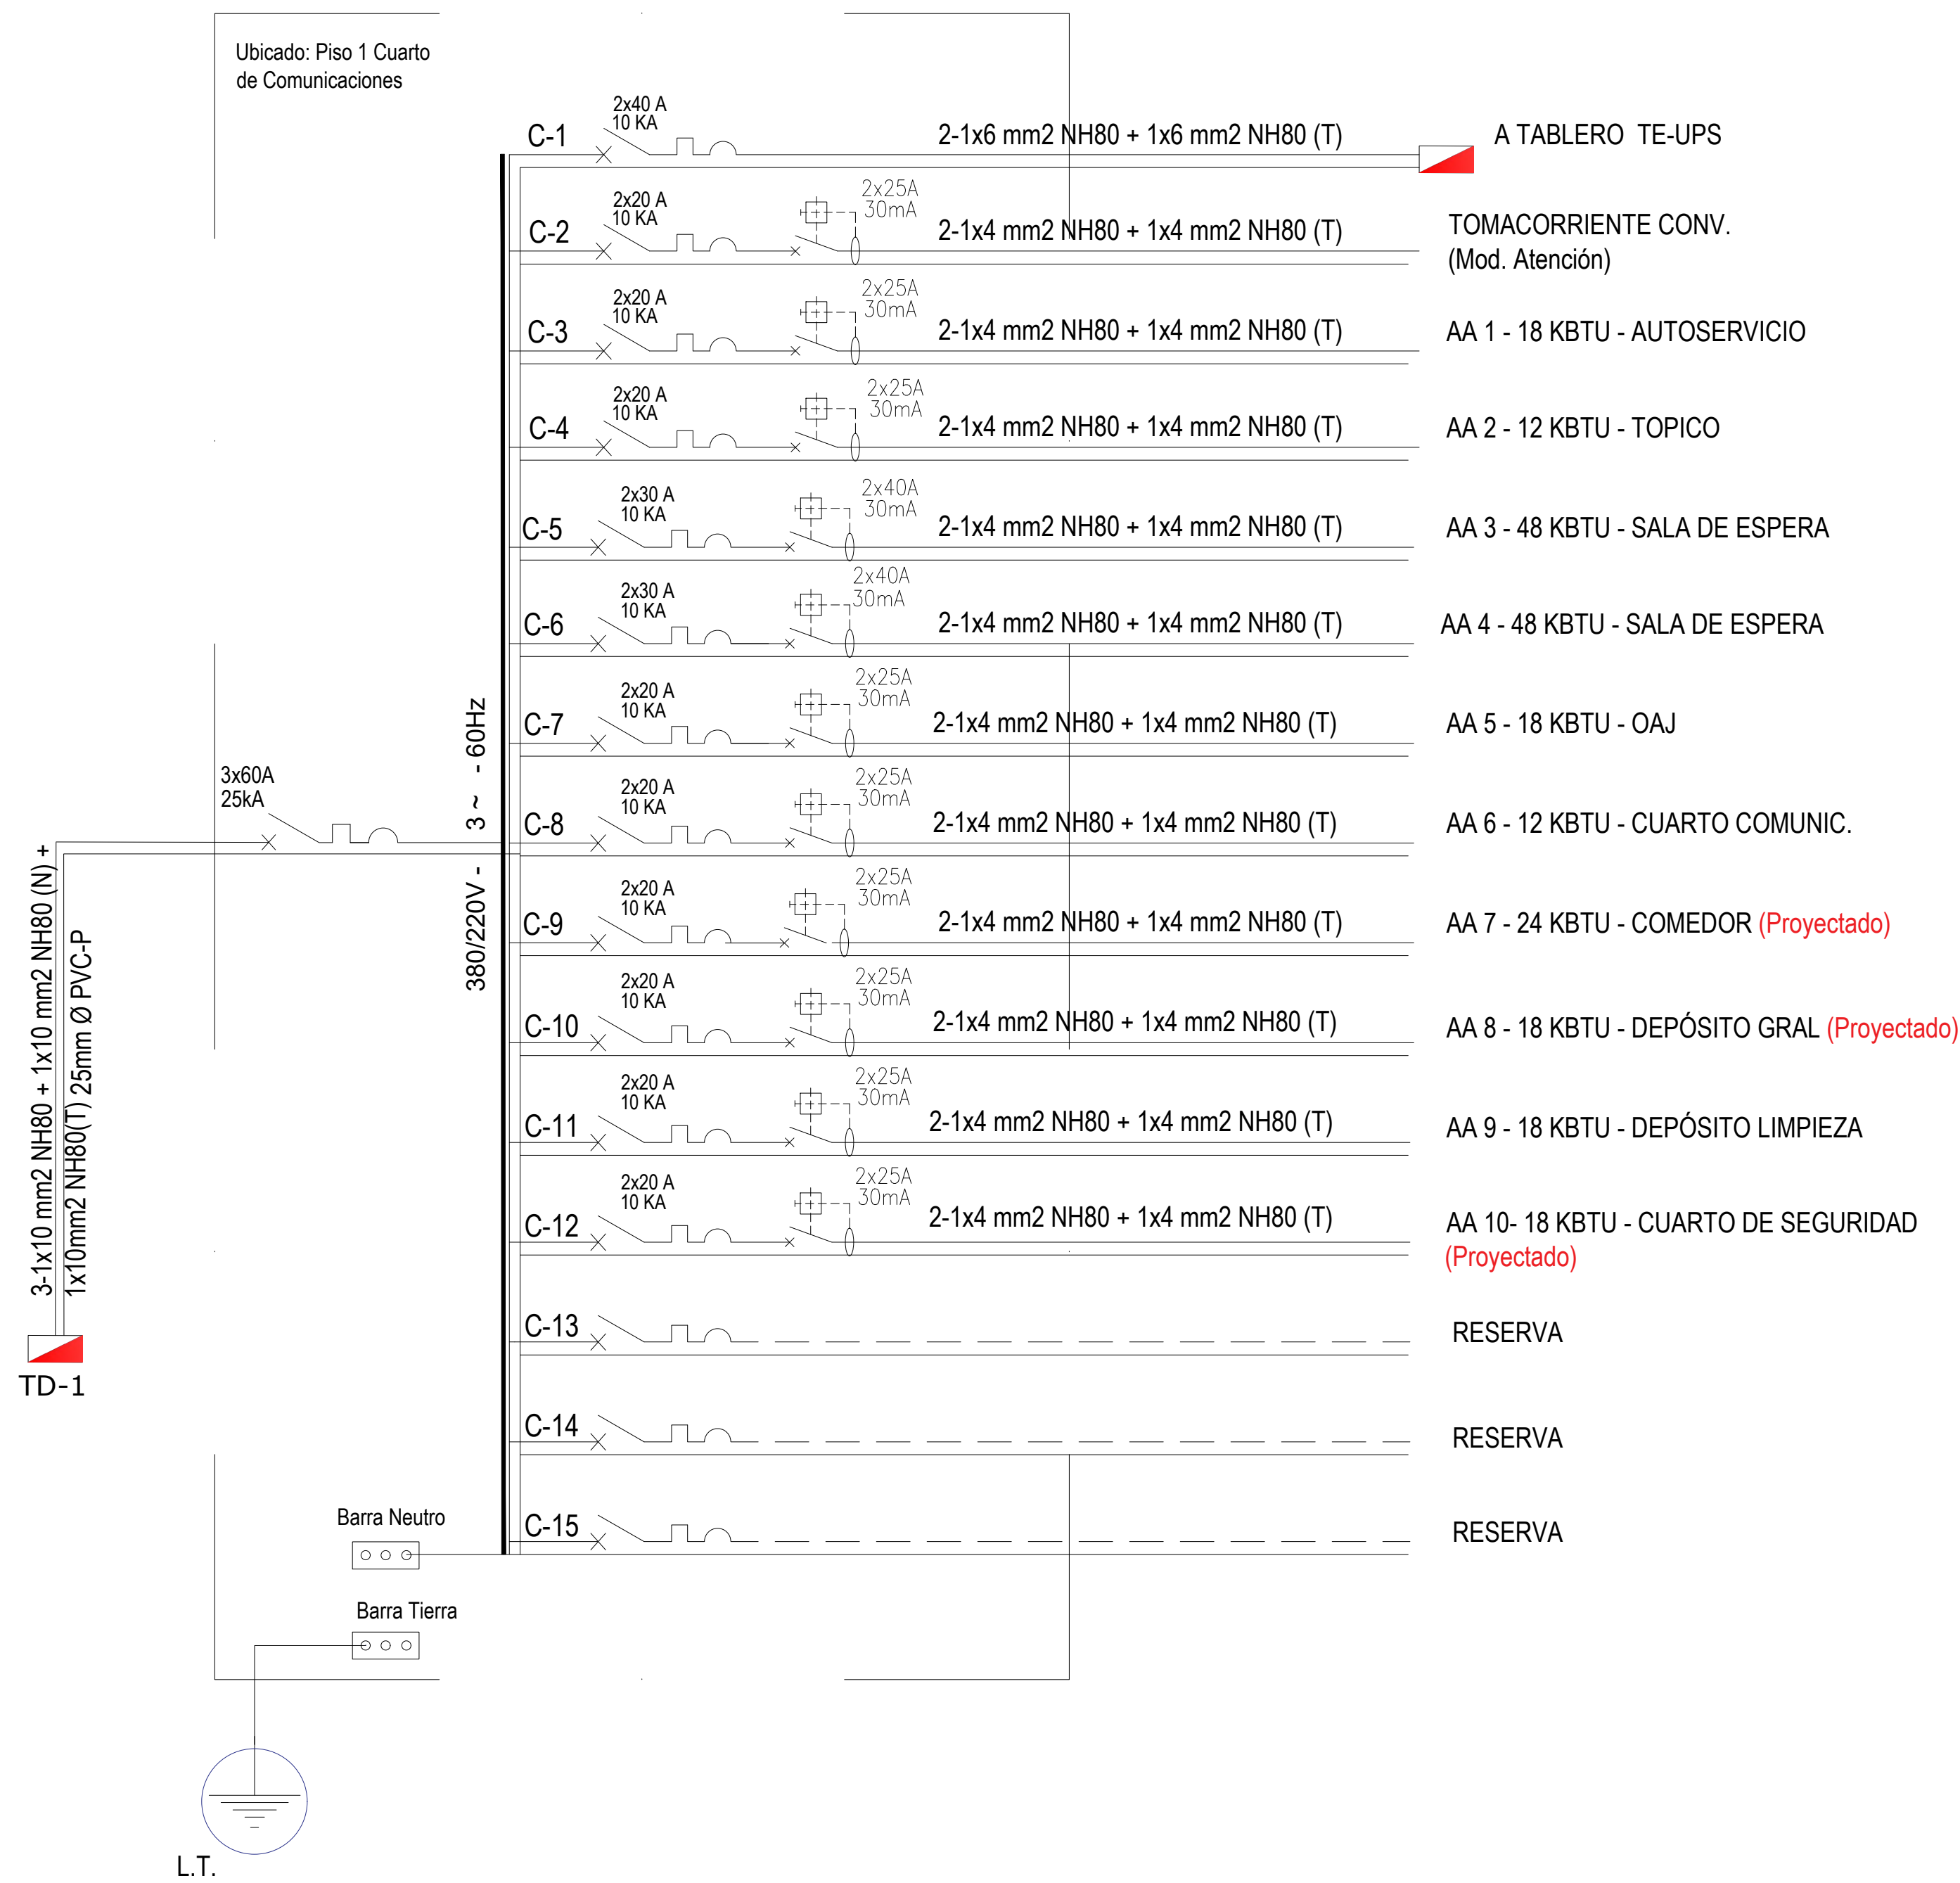 Ubicado: Piso 1 Cuarto
de Comunicaciones
C-1
2x40 A
10 KA
2-1x6 mm2 NH80 + 1x6 mm2 NH80 (T)
A TABLERO TE-UPS
C-2
2x20 A
10 KA
2x25A
30mA
2-1x4 mm2 NH80 + 1x4 mm2 NH80 (T)
TOMACORRIENTE CONV.
(Mod. Atención)
C-3
2x20 A
10 KA
2x25A
30mA
2-1x4 mm2 NH80 + 1x4 mm2 NH80 (T)
AA 1 - 18 KBTU - AUTOSERVICIO
C-4
2x20 A
10 KA
2x25A
30mA
2-1x4 mm2 NH80 + 1x4 mm2 NH80 (T)
AA 2 - 12 KBTU - TOPICO
C-5
2x30 A
10 KA
2x40A
30mA
2-1x4 mm2 NH80 + 1x4 mm2 NH80 (T)
AA 3 - 48 KBTU - SALA DE ESPERA
C-6
2x30 A
10 KA
2x40A
30mA
2-1x4 mm2 NH80 + 1x4 mm2 NH80 (T)
AA 4 - 48 KBTU - SALA DE ESPERA
C-7
2x20 A
10 KA
2x25A
30mA
2-1x4 mm2 NH80 + 1x4 mm2 NH80 (T)
AA 5 - 18 KBTU - OAJ
C-8
2x20 A
10 KA
2x25A
30mA
2-1x4 mm2 NH80 + 1x4 mm2 NH80 (T)
AA 6 - 12 KBTU - CUARTO COMUNIC.
C-9
2x20 A
10 KA
2x25A
30mA
2-1x4 mm2 NH80 + 1x4 mm2 NH80 (T)
AA 7 - 24 KBTU - COMEDOR (Proyectado)
C-10
2x20 A
10 KA
2x25A
30mA
2-1x4 mm2 NH80 + 1x4 mm2 NH80 (T)
AA 8 - 18 KBTU - DEPÓSITO GRAL (Proyectado)
C-11
2x20 A
10 KA
2x25A
30mA
2-1x4 mm2 NH80 + 1x4 mm2 NH80 (T)
AA 9 - 18 KBTU - DEPÓSITO LIMPIEZA
C-12
2x20 A
10 KA
2x25A
30mA
2-1x4 mm2 NH80 + 1x4 mm2 NH80 (T)
AA 10- 18 KBTU - CUARTO DE SEGURIDAD
(Proyectado)
C-13
RESERVA
C-14
RESERVA
C-15
RESERVA
3x60A
25kA
380/220V - 3 ~ - 60Hz
3-1x10 mm2 NH80 + 1x10 mm2 NH80 (N) +
1x10mm2 NH80(T) 25mm Ø PVC-P
TD-1
Barra Neutro
Barra Tierra
L.T.